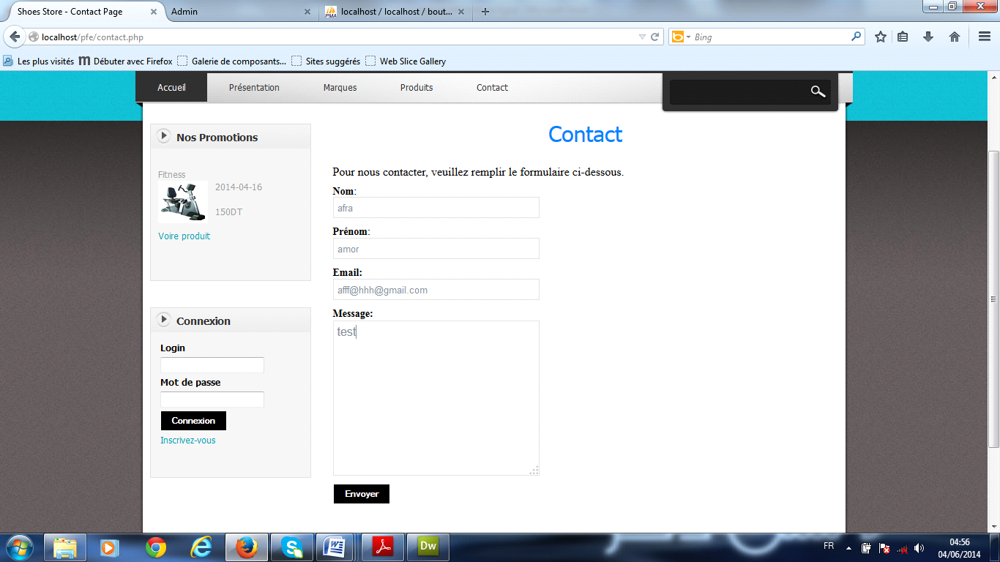 Shoes Store - Contact Page
Admin
localhost / localhost / bout...
localhost/pfe/contact.php
Bing
Les plus visités
Débuter avec Firefox
Galerie de composants...
Sites suggérés
Web Slice Gallery
Accueil
Présentation
Marques
Produits
Contact
Nos Promotions
Fitness
2014-04-16
150DT
Voire produit
Connexion
Login
Mot de passe
Connexion
Inscrivez-vous
Contact
Pour nous contacter, veuillez remplir le formulaire ci-dessous.
Nom:
afra
Prénom:
amor
Email:
afff@hhh@gmail.com
Message:
test
Envoyer
Dw
FR
04:56
04/06/2014